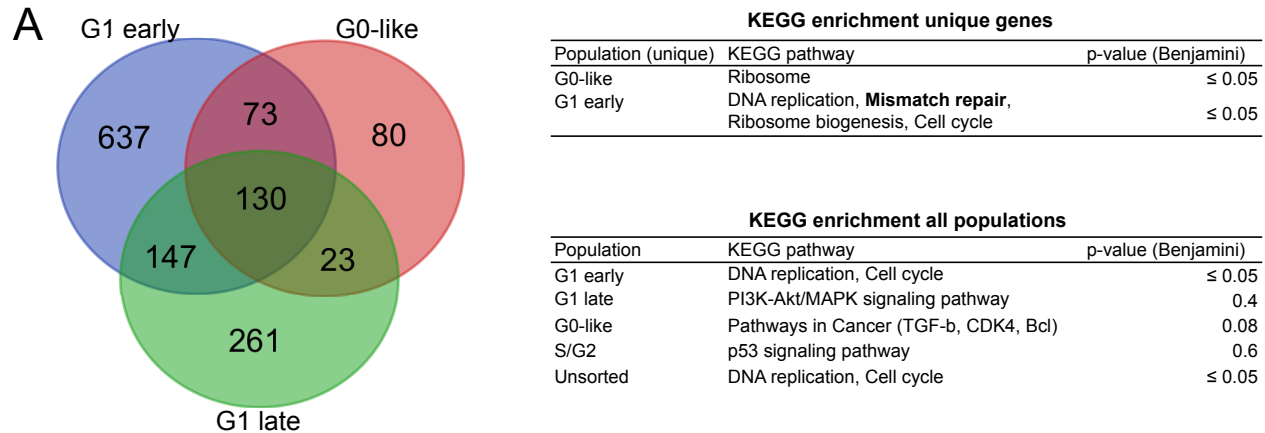 A
G1 early
G0-like
637
73
80
130
147
23
261
G1 late
KEGG enrichment unique genes
Population (unique) KEGG pathway p-value (Benjamini)
G0-like Ribosome ≤ 0.05
G1 early DNA replication, Mismatch repair, Ribosome biogenesis, Cell cycle ≤ 0.05
KEGG enrichment all populations
Population KEGG pathway p-value (Benjamini)
G1 early DNA replication, Cell cycle ≤ 0.05
G1 late PI3K-Akt/MAPK signaling pathway 0.4
G0-like Pathways in Cancer (TGF-b, CDK4, Bcl) 0.08
S/G2 p53 signaling pathway 0.6
Unsorted DNA replication, Cell cycle ≤ 0.05